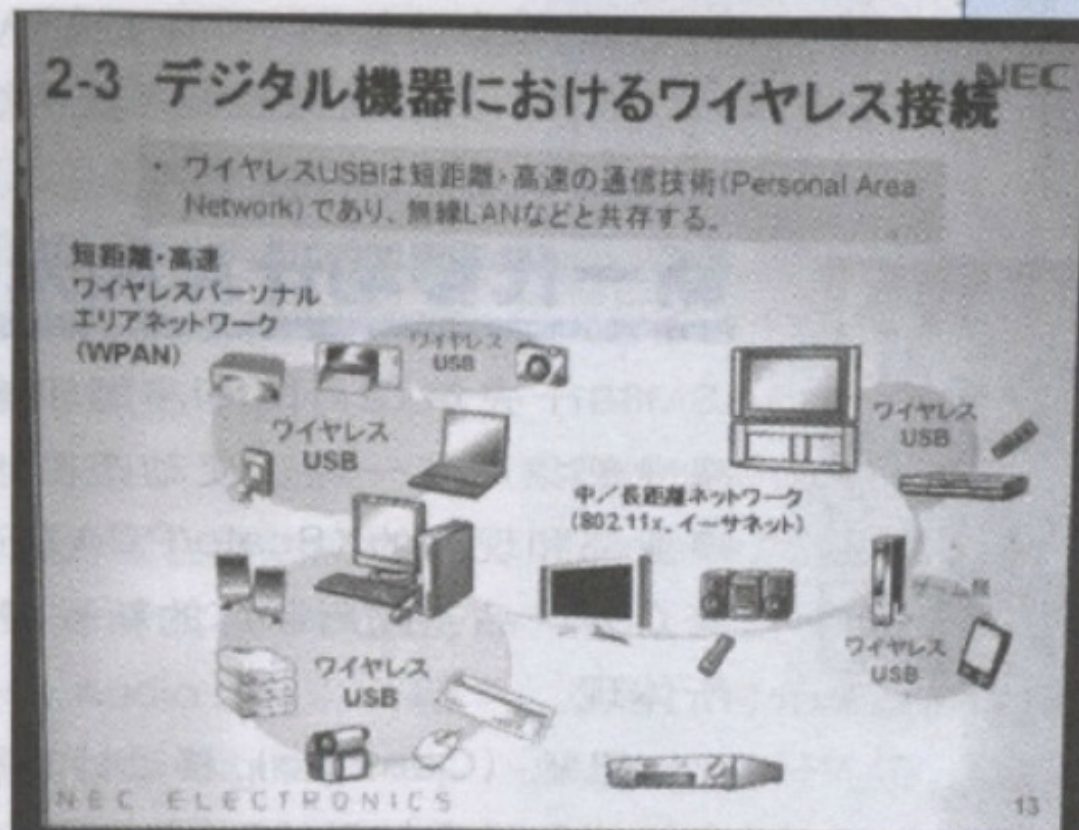 2-3 デジタル機器におけるワイヤレス接続
NEC
・ ワイヤレスUSBは短距離・高速の通信技術(Personal Area
Network)であり、無線LANなどと共存する。
短距離・高速
ワイヤレスパーソナル
エリアネットワーク
(WPAN)
ワイヤレス
USB
ワイヤレス
USB
ワイヤレス
USB
中／長距離ネットワーク
(802.11x、イーサネット)
ゲーム機
ワイヤレス
USB
ワイヤレス
USB
NEC ELECTRONICS
13